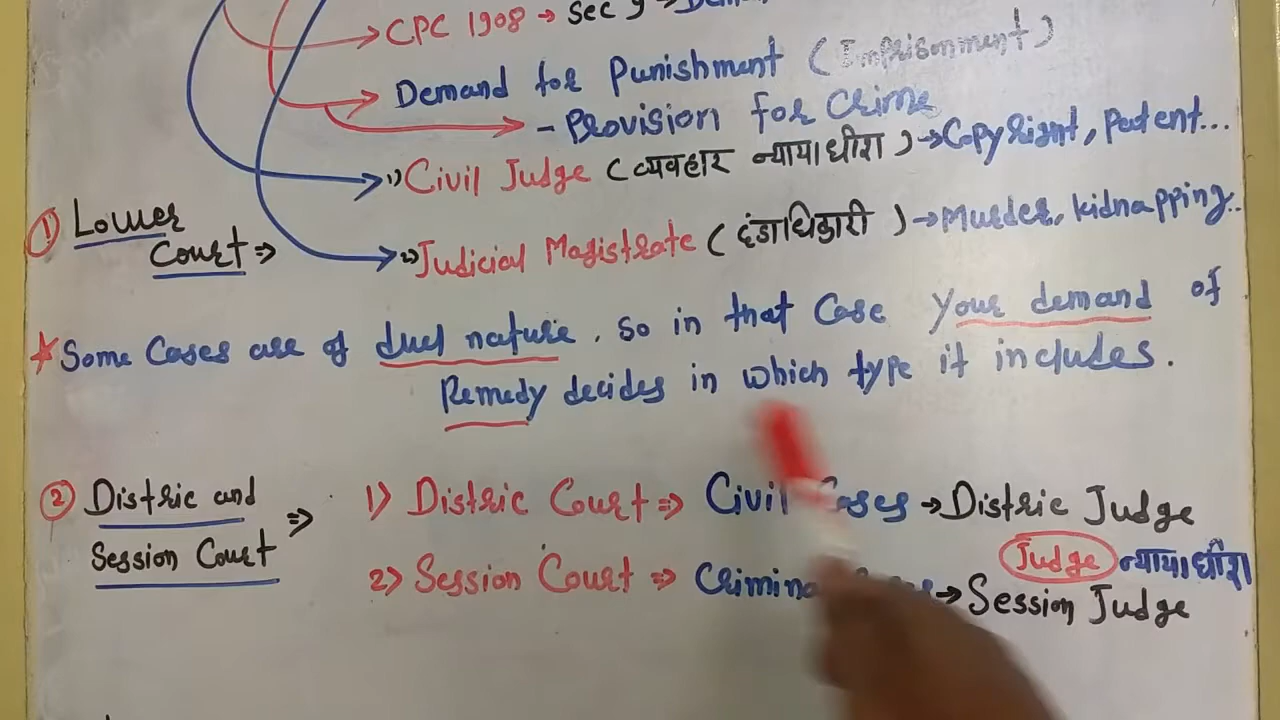 CPC 1908 → Sec 9 →
Demand for Punishment (Imprisonment)
- Provision for Crime
1) Civil Judge (व्यवहार न्यायाधीश) → Copyright, Patent...
① Lower Court ⇒
2) Judicial Magistrate (दंडाधिकारी) → Murder, Kidnapping..
★ Some Cases are of duel nature. So in that Case Your demand of
Remedy decides in which type it includes.
② Distric and Session Court ⇒
1) Distric Court ⇒ Civil Cases → Distric Judge
Judge न्यायाधीश
2) Session Court ⇒ → Session Judge